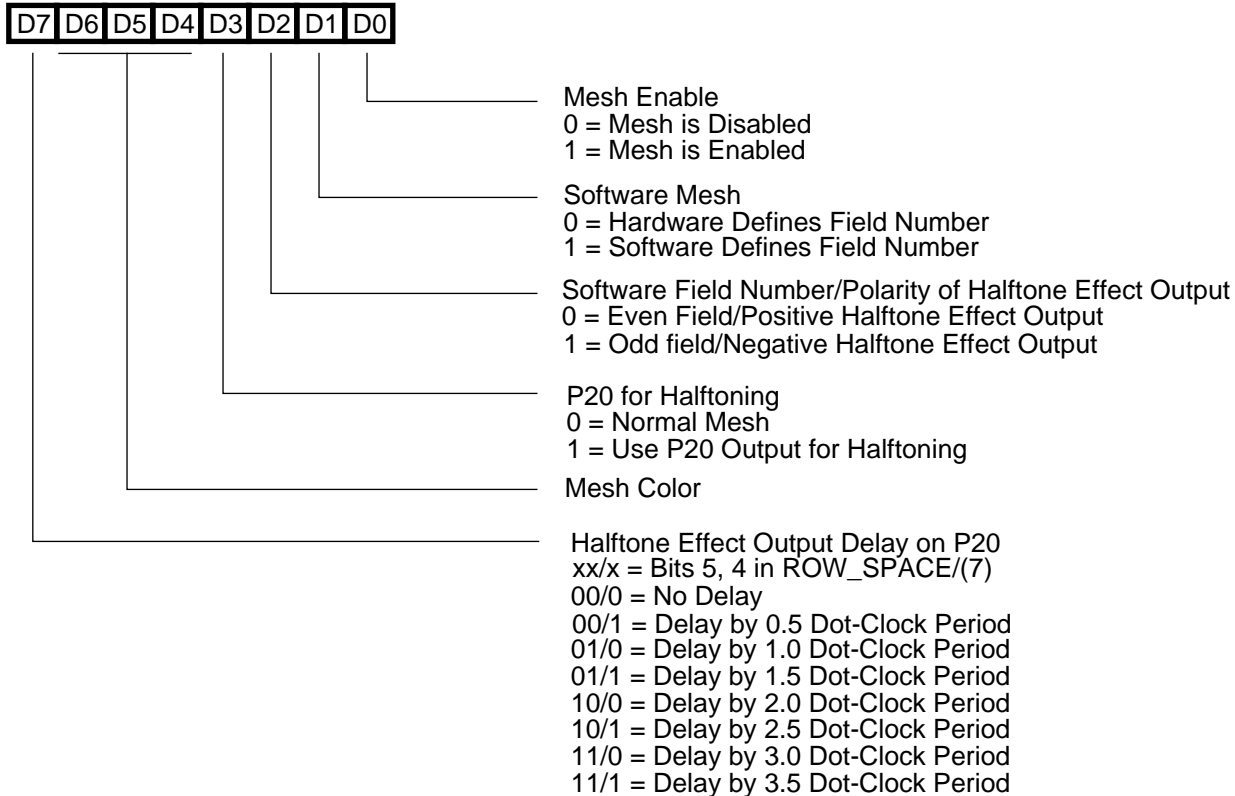 D7 D6 D5 D4 D3 D2 D1 D0
Mesh Enable
0 = Mesh is Disabled
1 = Mesh is Enabled
Software Mesh
0 = Hardware Defines Field Number
1 = Software Defines Field Number
Software Field Number/Polarity of Halftone Effect Output
0 = Even Field/Positive Halftone Effect Output
1 = Odd field/Negative Halftone Effect Output
P20 for Halftoning
0 = Normal Mesh
1 = Use P20 Output for Halftoning
Mesh Color
Halftone Effect Output Delay on P20
xx/x = Bits 5, 4 in ROW_SPACE/(7)
00/0 = No Delay
00/1 = Delay by 0.5 Dot-Clock Period
01/0 = Delay by 1.0 Dot-Clock Period
01/1 = Delay by 1.5 Dot-Clock Period
10/0 = Delay by 2.0 Dot-Clock Period
10/1 = Delay by 2.5 Dot-Clock Period
11/0 = Delay by 3.0 Dot-Clock Period
11/1 = Delay by 3.5 Dot-Clock Period